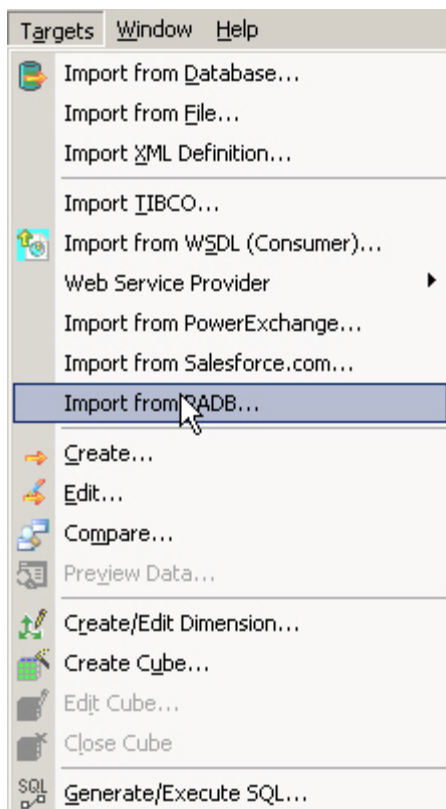 Targets Window Help
Import from Database...
Import from File...
Import XML Definition...
Import TIBCO...
Import from WSDL (Consumer)...
Web Service Provider
Import from PowerExchange...
Import from Salesforce.com...
Import from PADB...
Create...
Edit...
Compare...
Preview Data...
Create/Edit Dimension...
Create Cube...
Edit Cube...
Close Cube
SQL Generate/Execute SQL...